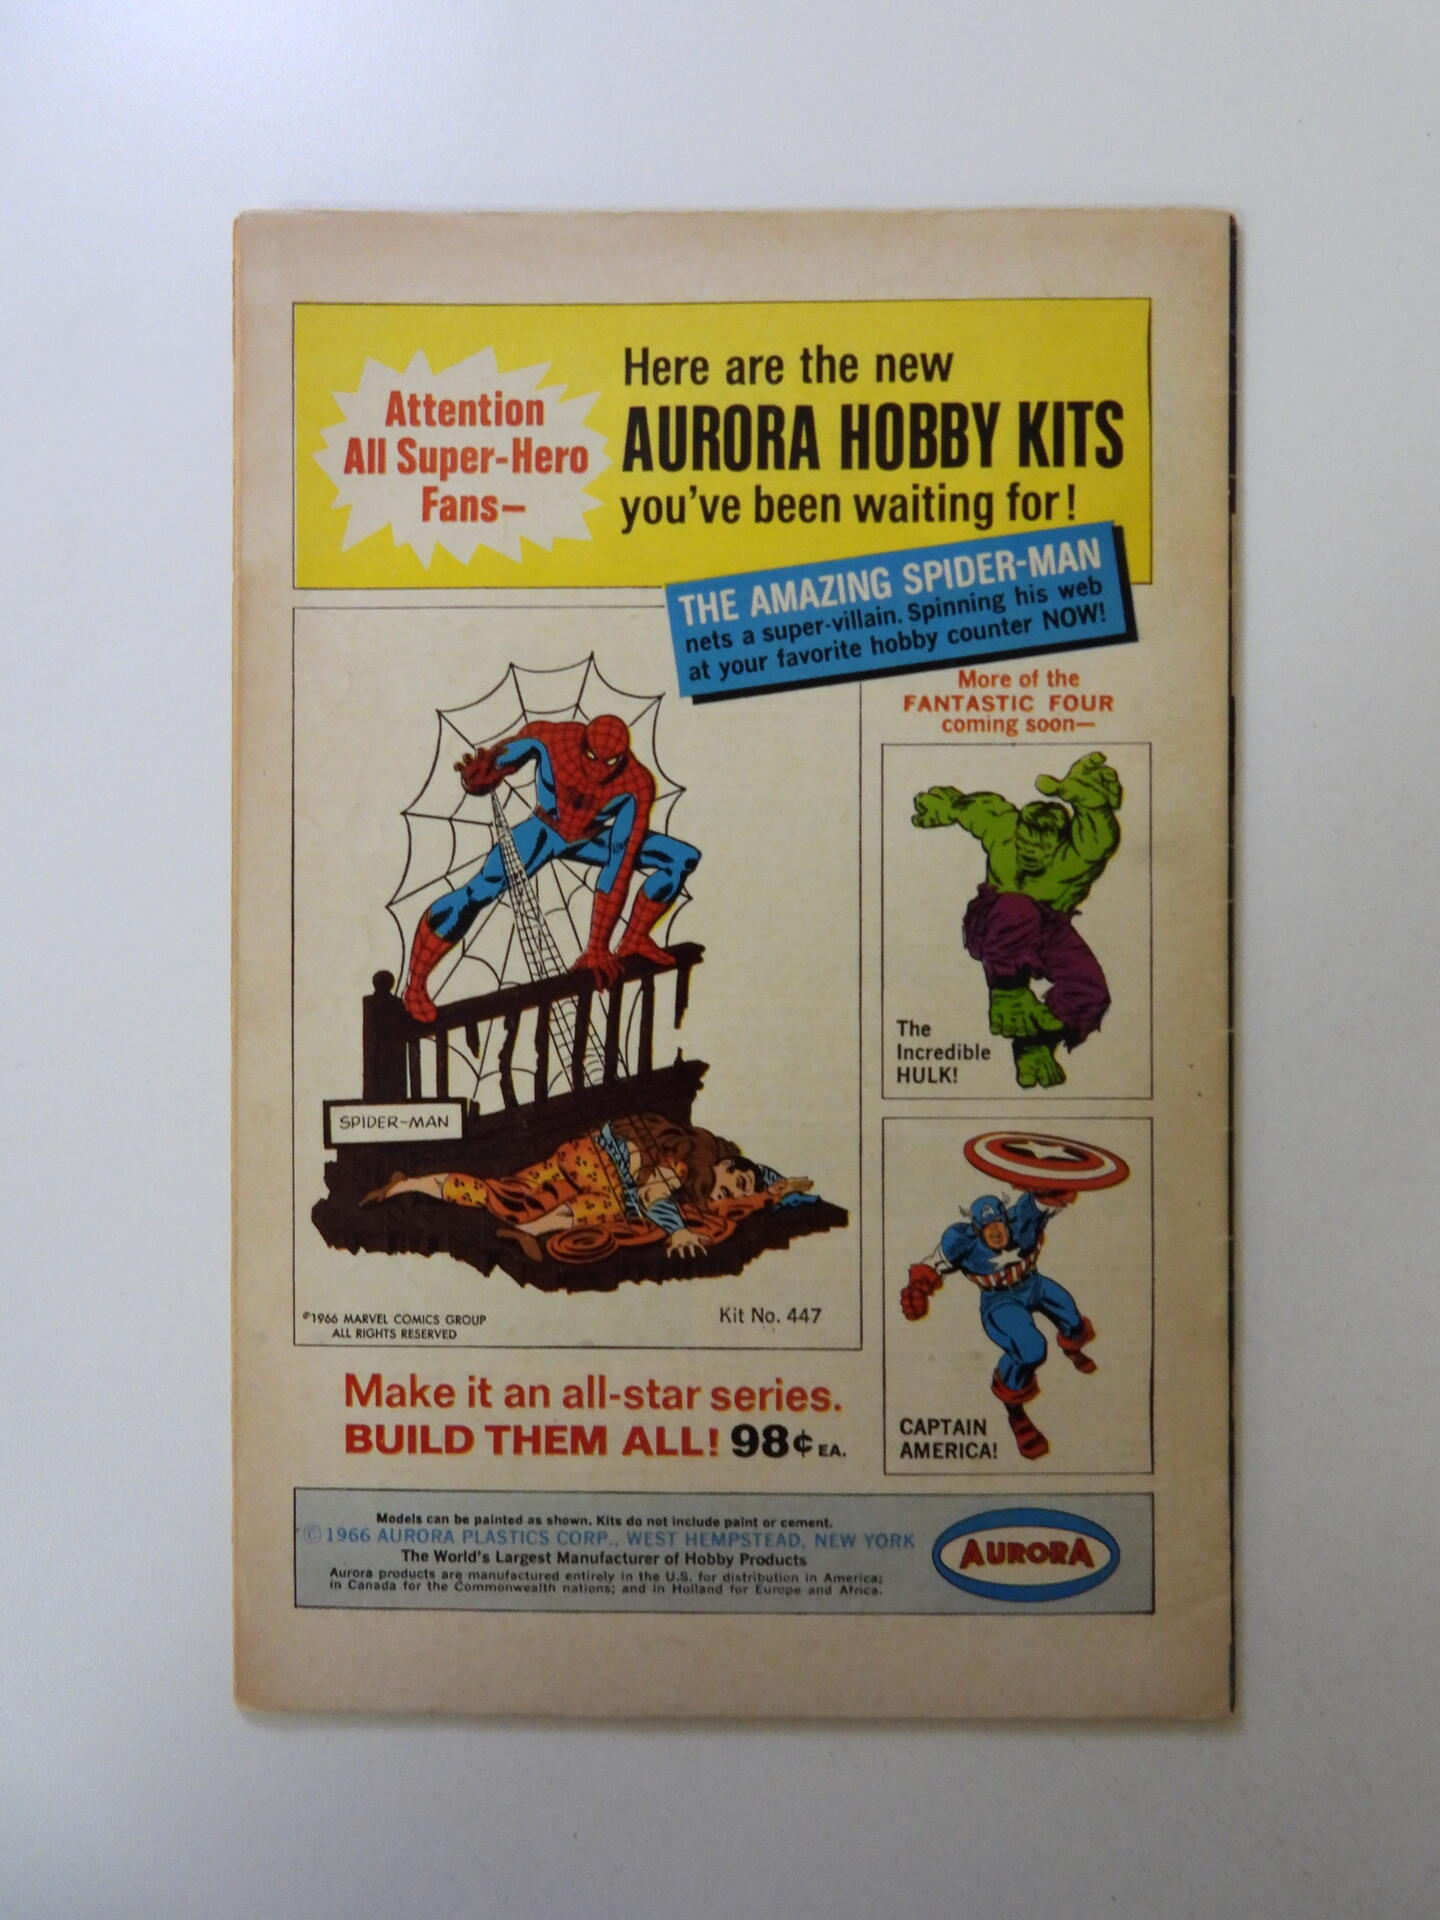 Attention
All Super-Hero
Fans—
Here are the new
AURORA HOBBY KITS
you've been waiting for!
THE AMAZING SPIDER-MAN
nets a super-villain. Spinning his web
at your favorite hobby counter NOW!
More of the
FANTASTIC FOUR
coming soon—
The
Incredible
HULK!
SPIDER-MAN
©1966 MARVEL COMICS GROUP
ALL RIGHTS RESERVED
Kit No. 447
CAPTAIN
AMERICA!
Make it an all-star series.
BUILD THEM ALL! 98¢ EA.
Models can be painted as shown. Kits do not include paint or cement.
© 1966 AURORA PLASTICS CORP., WEST HEMPSTEAD, NEW YORK
The World's Largest Manufacturer of Hobby Products
Aurora products are manufactured entirely in the U.S. for distribution in America;
in Canada for the Commonwealth nations; and in Holland for Europe and Africa.
AURORA